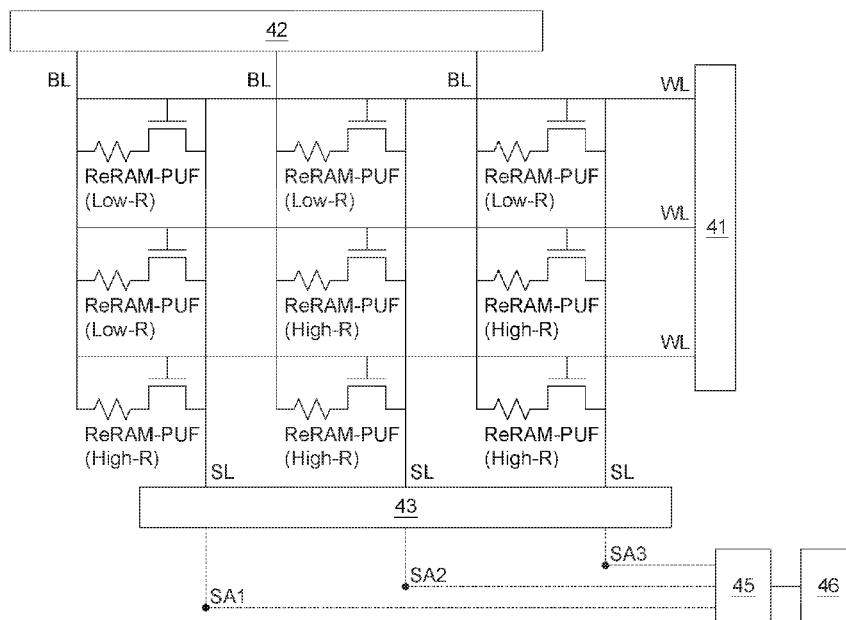 42
BL BL BL WL
ReRAM-PUF ReRAM-PUF ReRAM-PUF
(Low-R) (Low-R) (Low-R)
WL
41
ReRAM-PUF ReRAM-PUF ReRAM-PUF
(Low-R) (High-R) (High-R)
WL
ReRAM-PUF ReRAM-PUF ReRAM-PUF
(High-R) (High-R) (High-R)
SL SL SL
43
SA3
SA2
SA1
45 46